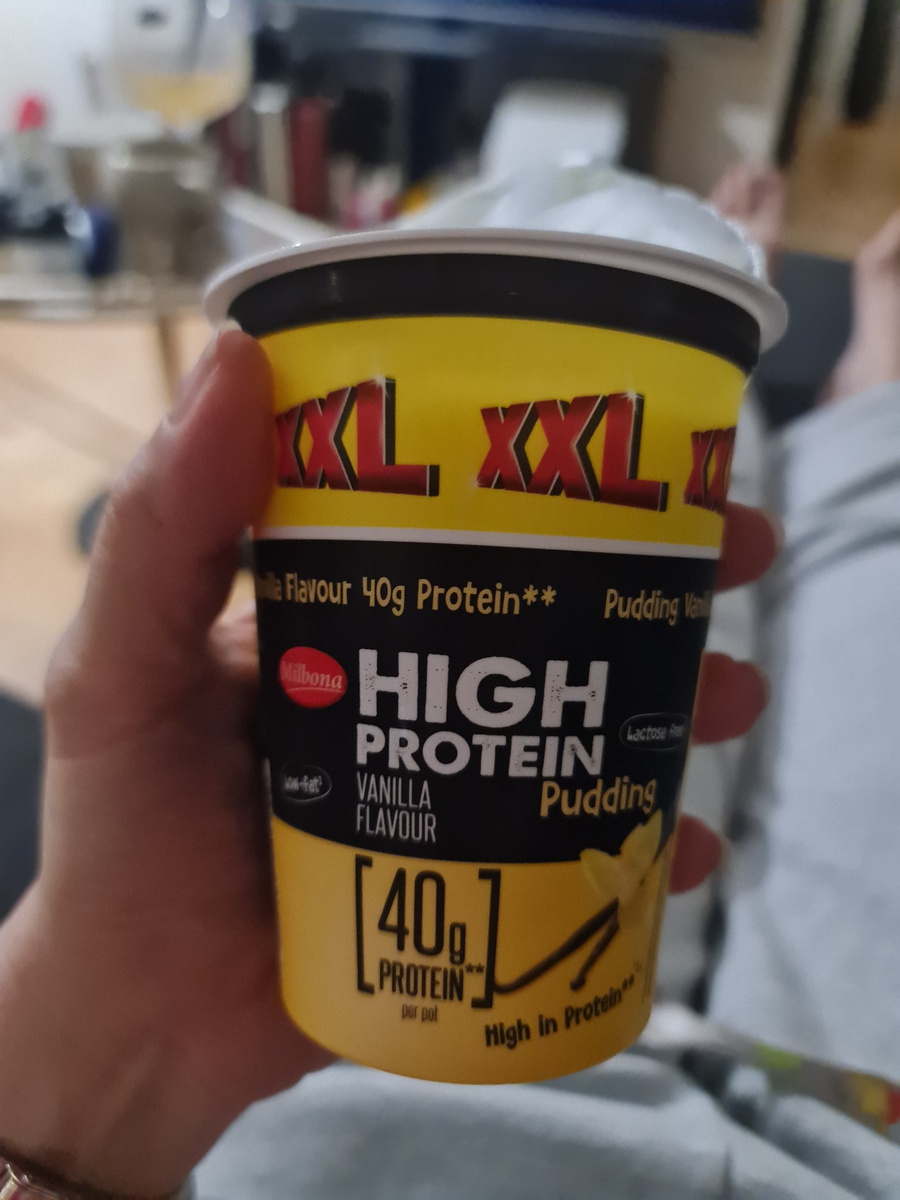 XXL XXL XX
Flavour 40g Protein** Pudding
Milbona
HIGH
PROTEIN
Lactose Free
Low-fat
VANILLA
FLAVOUR
Pudding
40g
PROTEIN**
per pot
High in Protein**